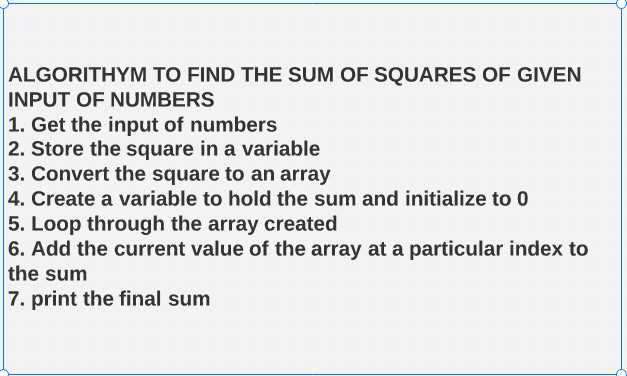 ALGORITHYM TO FIND THE SUM OF SQUARES OF GIVEN
INPUT OF NUMBERS
1. Get the input of numbers
2. Store the square in a variable
3. Convert the square to an array
4. Create a variable to hold the sum and initialize to 0
5. Loop through the array created
6. Add the current value of the array at a particular index to
the sum
7. print the final sum